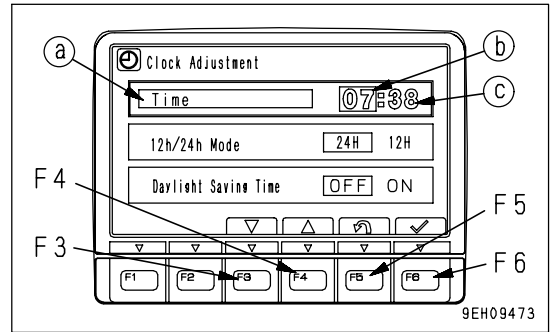 Clock Adjustment
a
b
Time
07:38
c
12h/24h Mode 24H 12H
F4
Daylight Saving Time OFF ON
F5
F3
F6
F1 F2 F3 F4 F5 F6
9EH09473